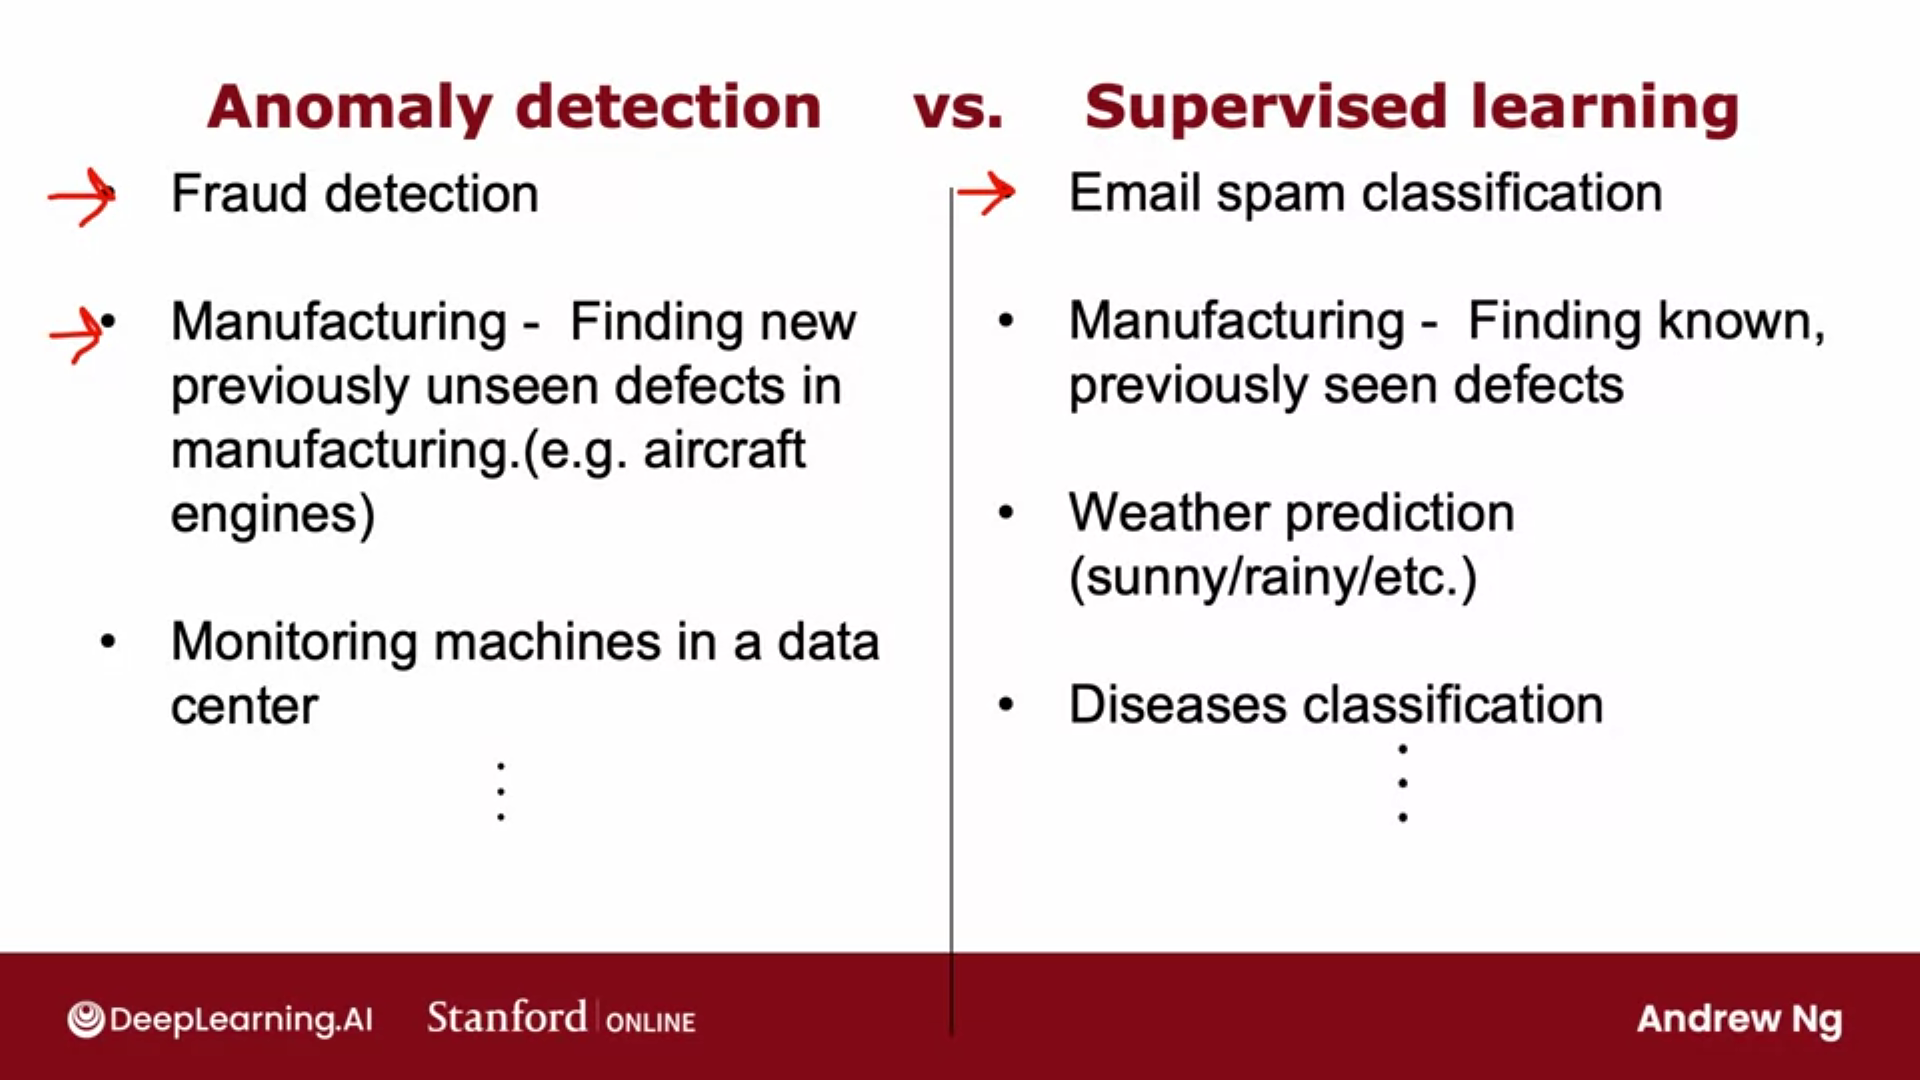 Anomaly detection vs. Supervised learning
• Fraud detection
• Manufacturing - Finding new
previously unseen defects in
manufacturing.(e.g. aircraft
engines)
• Monitoring machines in a data
center
• Email spam classification
• Manufacturing - Finding known,
previously seen defects
• Weather prediction
(sunny/rainy/etc.)
• Diseases classification
DeepLearning.AI
Stanford ONLINE
Andrew Ng